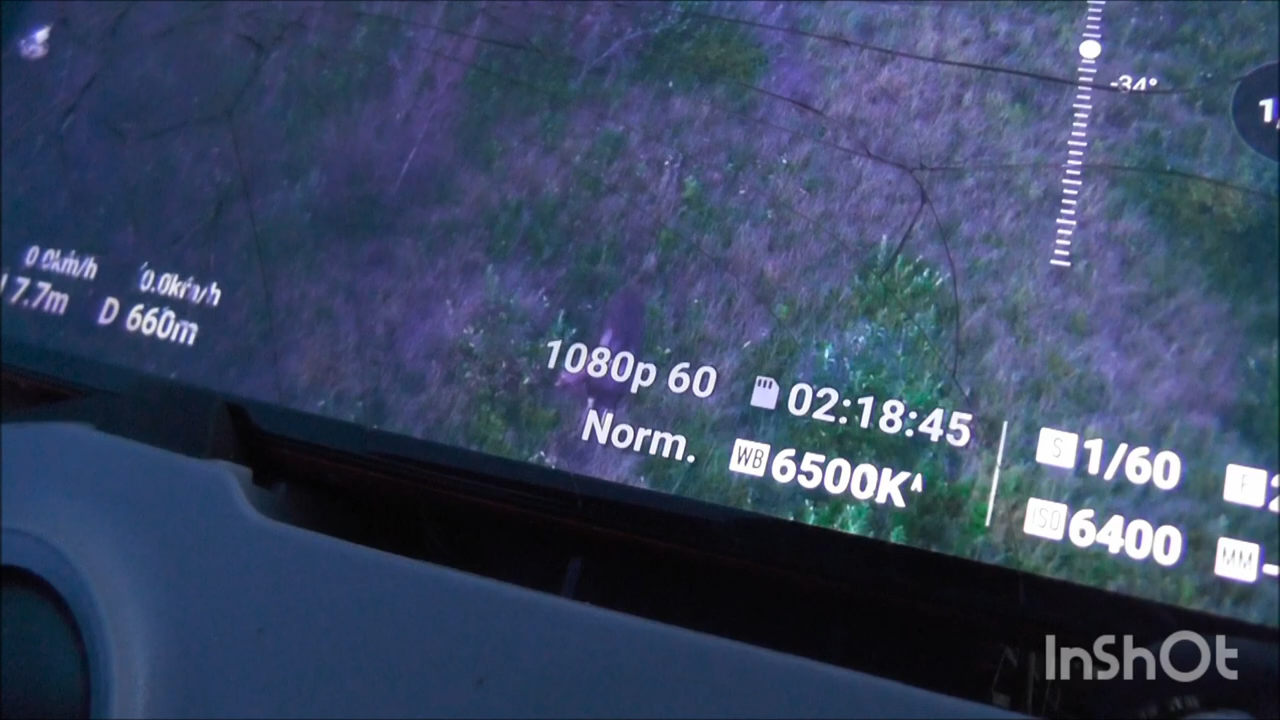 -34°
0.0km/h 0.0km/h
7.7m D 660m
1080p 60 02:18:45
Norm. WB 6500K A
S 1/60
ISO 6400 MM
InShOt